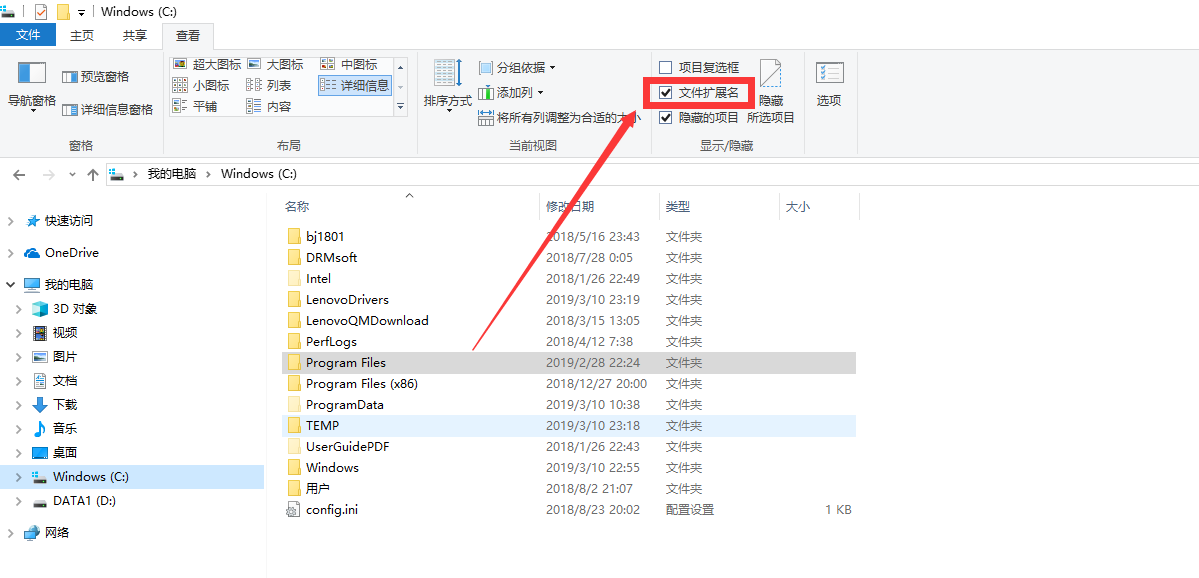 Windows (C:)
文件 主页 共享 查看
导航窗格
预览窗格
详细信息窗格
窗格
超大图标 大图标 中图标
小图标 列表 详细信息
平铺 内容
布局
排序方式
分组依据
添加列
将所有列调整为合适的大小
当前视图
项目复选框
文件扩展名
隐藏的项目
隐藏
所选项目
显示/隐藏
选项
我的电脑 Windows (C:)
快速访问
OneDrive
我的电脑
3D 对象
视频
图片
文档
下载
音乐
桌面
Windows (C:)
DATA1 (D:)
网络
名称 修改日期 类型 大小
bj1801 2018/5/16 23:43 文件夹
DRMsoft 2018/7/28 0:05 文件夹
Intel 2018/1/26 22:49 文件夹
LenovoDrivers 2019/3/10 23:19 文件夹
LenovoQMDownload 2018/3/15 13:05 文件夹
PerfLogs 2018/4/12 7:38 文件夹
Program Files 2019/2/28 22:24 文件夹
Program Files (x86) 2018/12/27 20:00 文件夹
ProgramData 2019/3/10 10:38 文件夹
TEMP 2019/3/10 23:18 文件夹
UserGuidePDF 2018/1/26 22:43 文件夹
Windows 2019/3/10 22:55 文件夹
用户 2018/8/2 21:07 文件夹
config.ini 2018/8/23 20:02 配置设置 1 KB